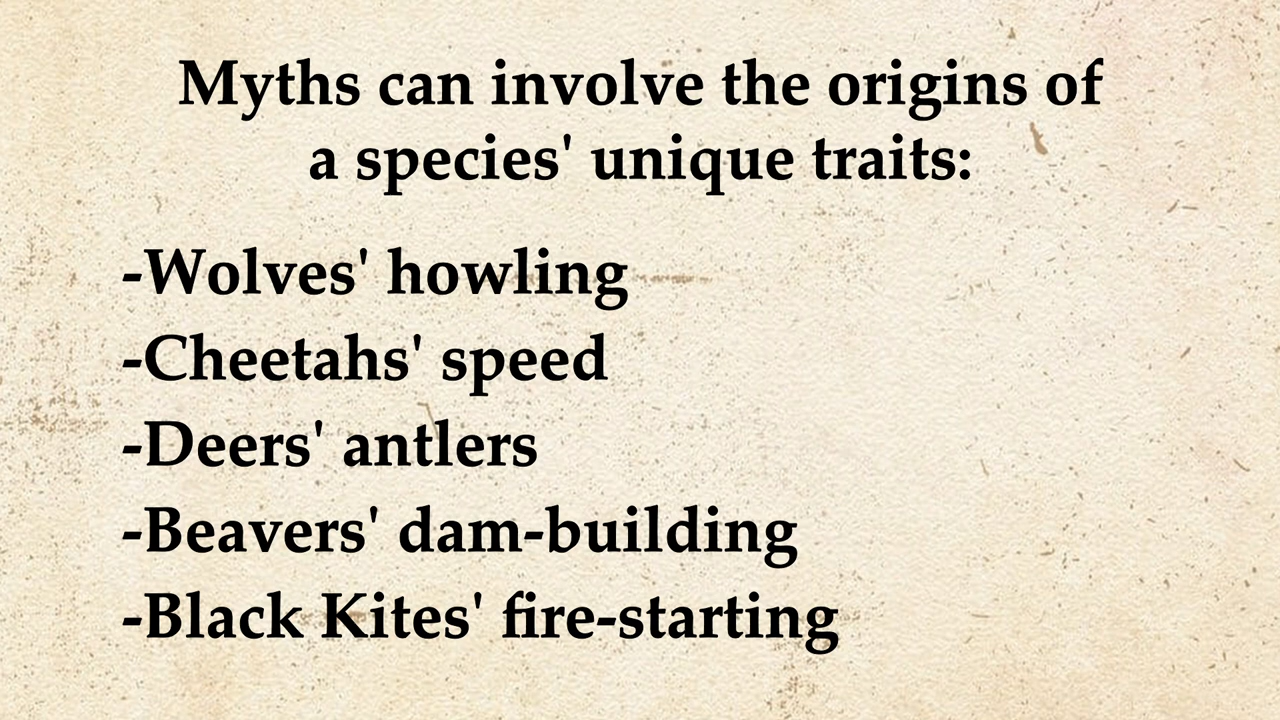 Myths can involve the origins of
a species' unique traits:
-Wolves' howling
-Cheetahs' speed
-Deers' antlers
-Beavers' dam-building
-Black Kites' fire-starting